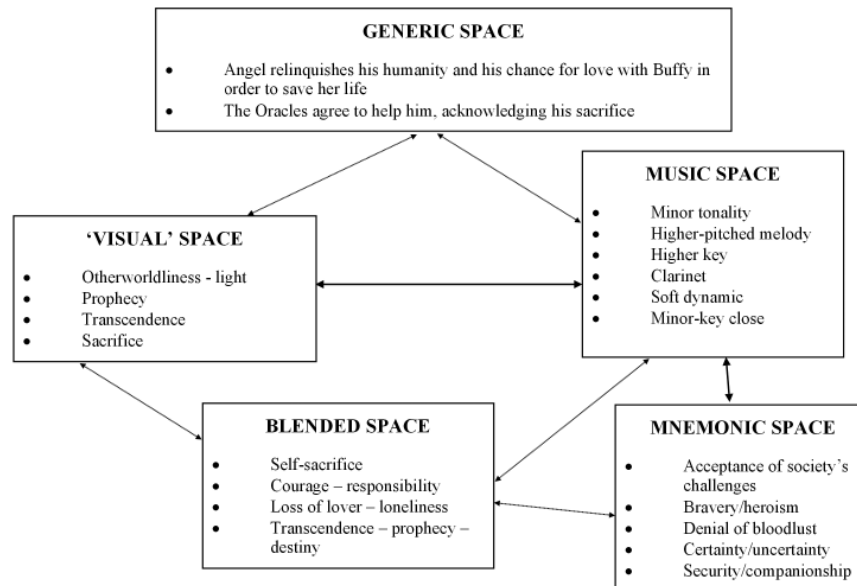 GENERIC SPACE
• Angel relinquishes his humanity and his chance for love with Buffy in
order to save her life
• The Oracles agree to help him, acknowledging his sacrifice
MUSIC SPACE
• Minor tonality
• Higher-pitched melody
• Higher key
• Clarinet
• Soft dynamic
• Minor-key close
‘VISUAL’ SPACE
• Otherworldliness - light
• Prophecy
• Transcendence
• Sacrifice
BLENDED SPACE
• Self-sacrifice
• Courage – responsibility
• Loss of lover – loneliness
• Transcendence – prophecy –
destiny
MNEMONIC SPACE
• Acceptance of society’s
challenges
• Bravery/heroism
• Denial of bloodlust
• Certainty/uncertainty
• Security/companionship